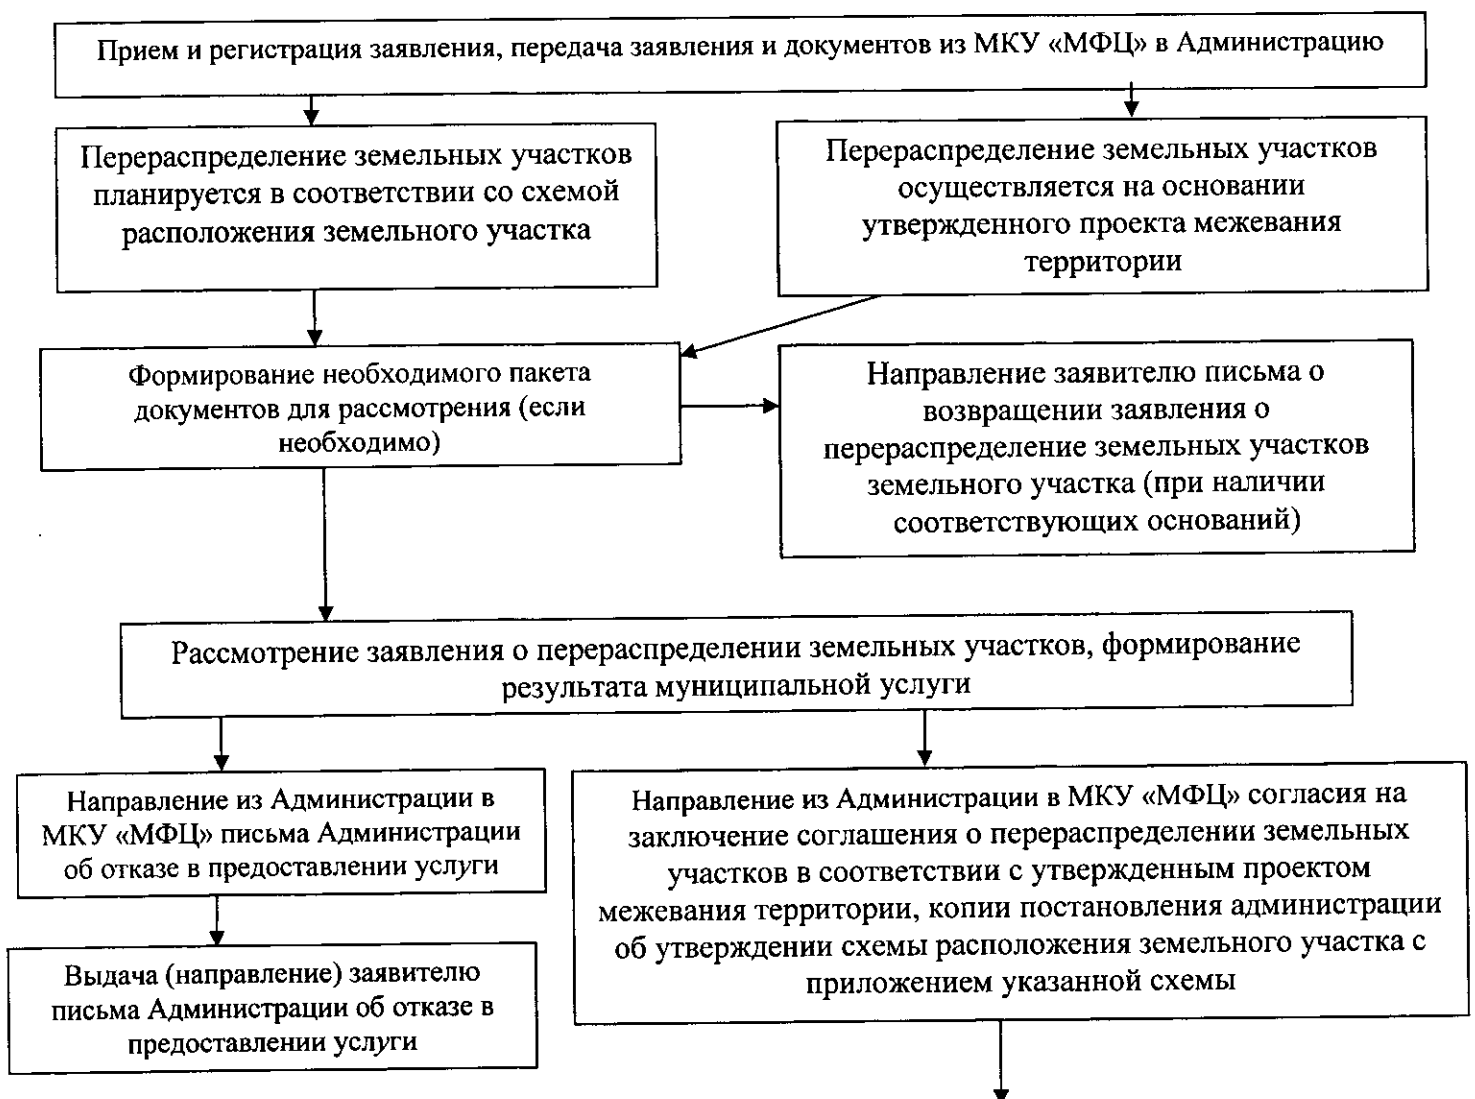 Прием и регистрация заявления, передача заявления и документов из МКУ «МФЦ» в Администрацию
Перераспределение земельных участков
планируется в соответствии со схемой
расположения земельного участка
Перераспределение земельных участков
осуществляется на основании
утвержденного проекта межевания
территории
Формирование необходимого пакета
документов для рассмотрения (если
необходимо)
Направление заявителю письма о
возвращении заявления о
перераспределение земельных участков
земельного участка (при наличии
соответствующих оснований)
Рассмотрение заявления о перераспределении земельных участков, формирование
результата муниципальной услуги
Направление из Администрации в
МКУ «МФЦ» письма Администрации
об отказе в предоставлении услуги
Выдача (направление) заявителю
письма Администрации об отказе в
предоставлении услуги
Направление из Администрации в МКУ «МФЦ» согласия на
заключение соглашения о перераспределении земельных
участков в соответствии с утвержденным проектом
межевания территории, копии постановления администрации
об утверждении схемы расположения земельного участка с
приложением указанной схемы